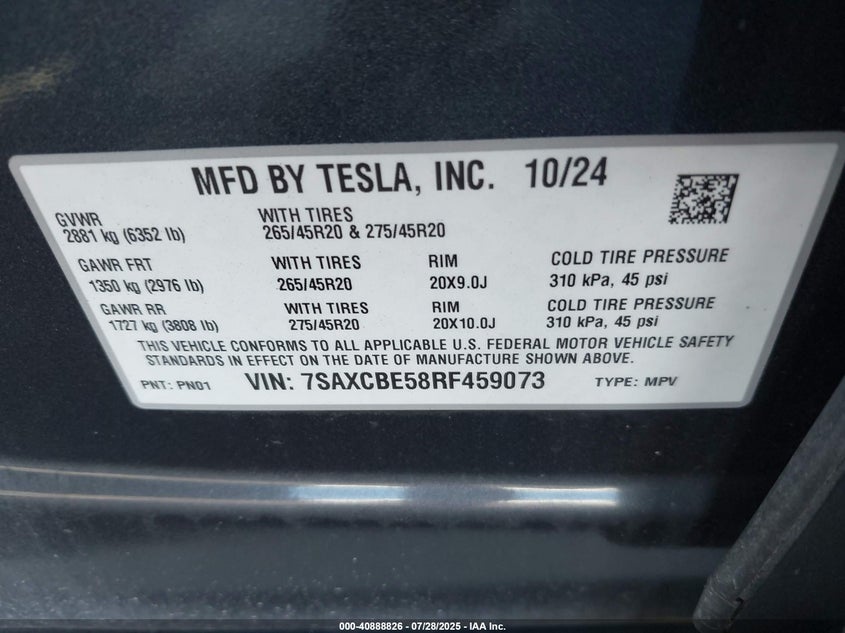 MFD BY TESLA, INC. 10/24
GVWR WITH TIRES
2881 kg (6352 lb) 265/45R20 & 275/45R20
GAWR FRT WITH TIRES RIM COLD TIRE PRESSURE
1350 kg (2976 lb) 265/45R20 20X9.0J 310 kPa, 45 psi
GAWR RR WITH TIRES RIM COLD TIRE PRESSURE
1727 kg (3808 lb) 275/45R20 20X10.0J 310 kPa, 45 psi
THIS VEHICLE CONFORMS TO ALL APPLICABLE U.S. FEDERAL MOTOR VEHICLE SAFETY
STANDARDS IN EFFECT ON THE DATE OF MANUFACTURE SHOWN ABOVE.
PNT: PN01 VIN: 7SAXCBE58RF459073 TYPE: MPV
000-40888826 - 07/28/2025 - IAA Inc.